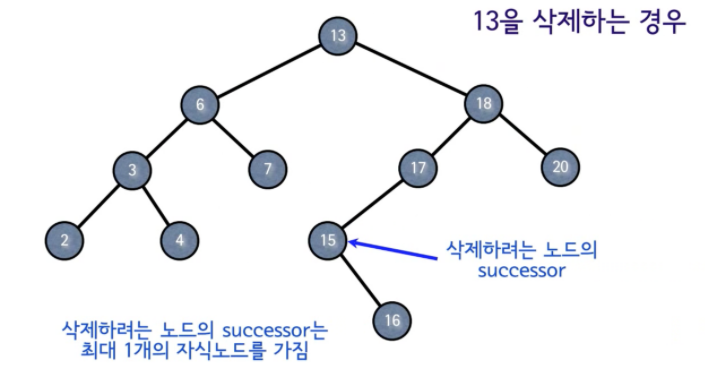 13을 삭제하는 경우
13
6
18
3
7
17
20
2
4
15
삭제하려는 노드의
successor
16
삭제하려는 노드의 successor는
최대 1개의 자식노드를 가짐